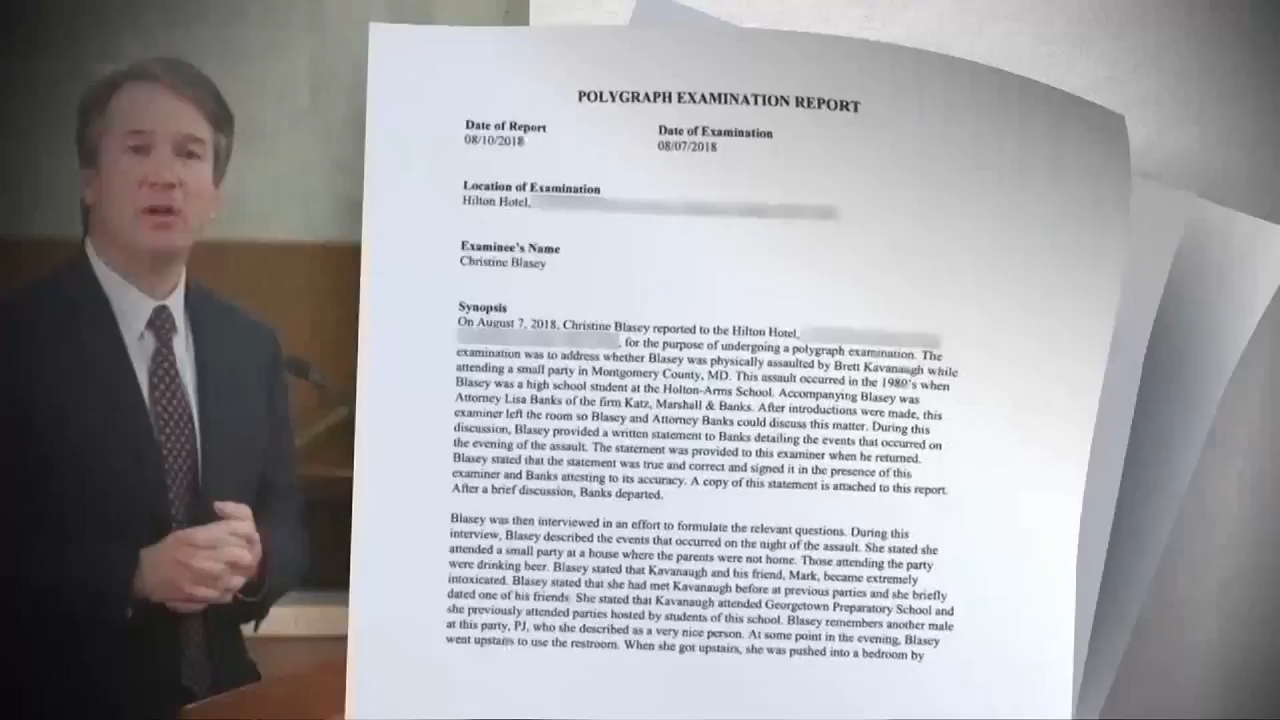 POLYGRAPH EXAMINATION REPORT
Date of Report
08/10/2018
Date of Examination
08/07/2018
Location of Examination
Hilton Hotel,
Examinee's Name
Christine Blasey
Synopsis
On August 7, 2018, Christine Blasey reported to the Hilton Hotel,
, for the purpose of undergoing a polygraph examination. The
examination was to address whether Blasey was physically assaulted by Brett Kavanaugh while
attending a small party in Montgomery County, MD. This assault occurred in the 1980's when
Blasey was a high school student at the Holton-Arms School. Accompanying Blasey was
Attorney Lisa Banks of the firm Katz, Marshall & Banks. After introductions were made, this
examiner left the room so Blasey and Attorney Banks could discuss this matter. During this
discussion, Blasey provided a written statement to Banks detailing the events that occurred on
the evening of the assault. The statement was provided to this examiner when he returned.
Blasey stated that the statement was true and correct and signed it in the presence of this
examiner and Banks attesting to its accuracy. A copy of this statement is attached to this report.
After a brief discussion, Banks departed.
Blasey was then interviewed in an effort to formulate the relevant questions. During this
interview, Blasey described the events that occurred on the night of the assault. She stated she
attended a small party at a house where the parents were not home. Those attending the party
were drinking beer. Blasey stated that Kavanaugh and his friend, Mark, became extremely
intoxicated. Blasey stated that she had met Kavanaugh before at previous parties and she briefly
dated one of his friends. She stated that Kavanaugh attended Georgetown Preparatory School and
she previously attended parties hosted by students of this school. Blasey remembers another male
at this party, PJ, who she described as a very nice person. At some point in the evening, Blasey
went upstairs to use the restroom. When she got upstairs, she was pushed into a bedroom by